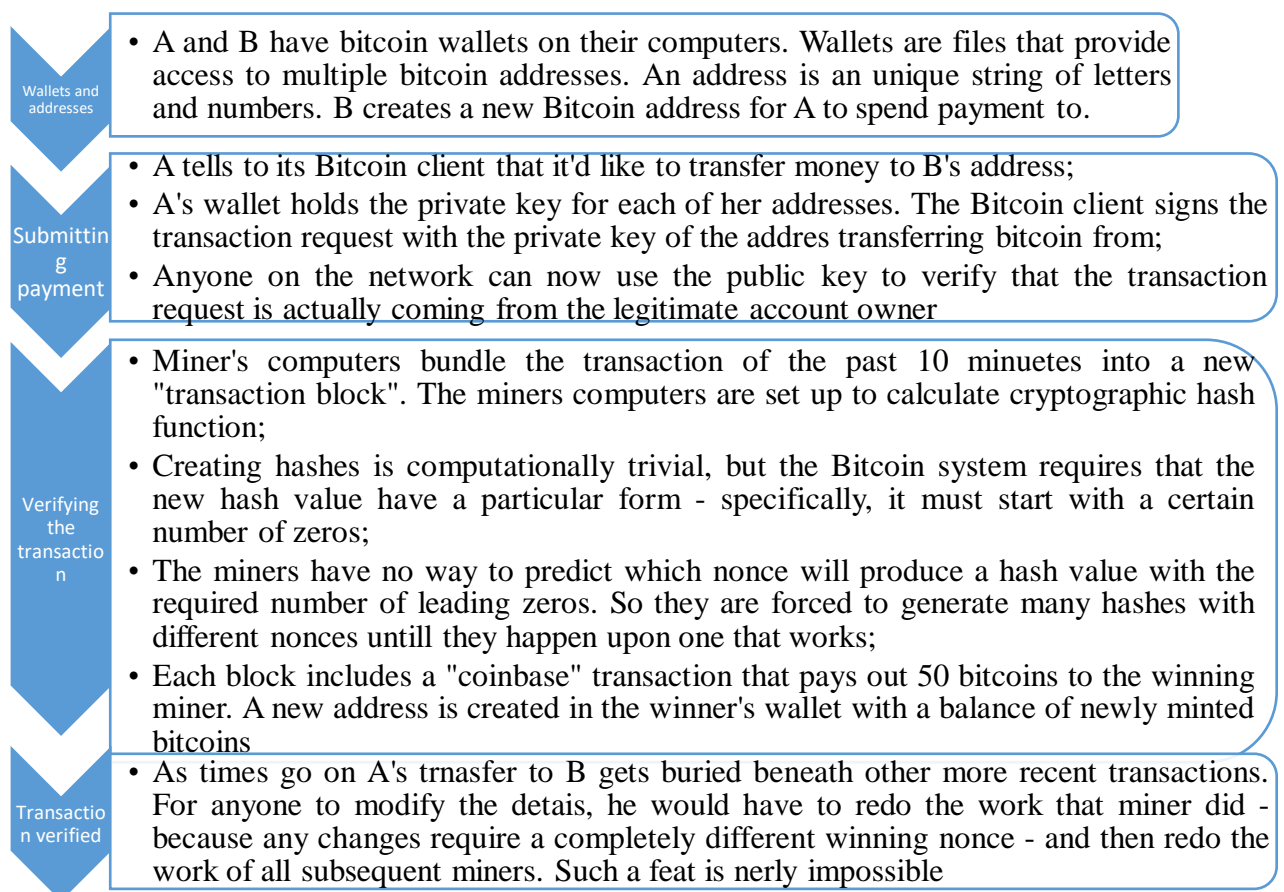 Wallets and
addresses
• A and B have bitcoin wallets on their computers. Wallets are files that provide
access to multiple bitcoin addresses. An address is an unique string of letters
and numbers. B creates a new Bitcoin address for A to spend payment to.
Submittin
g
payment
• A tells to its Bitcoin client that it'd like to transfer money to B's address;
• A's wallet holds the private key for each of her addresses. The Bitcoin client signs the
transaction request with the private key of the addres transferring bitcoin from;
• Anyone on the network can now use the public key to verify that the transaction
request is actually coming from the legitimate account owner
Verifying
the
transactio
n
• Miner's computers bundle the transaction of the past 10 minuetes into a new
"transaction block". The miners computers are set up to calculate cryptographic hash
function;
• Creating hashes is computationally trivial, but the Bitcoin system requires that the
new hash value have a particular form - specifically, it must start with a certain
number of zeros;
• The miners have no way to predict which nonce will produce a hash value with the
required number of leading zeros. So they are forced to generate many hashes with
different nonces untill they happen upon one that works;
• Each block includes a "coinbase" transaction that pays out 50 bitcoins to the winning
miner. A new address is created in the winner's wallet with a balance of newly minted
bitcoins
Transactio
n verified
• As times go on A's trnasfer to B gets buried beneath other more recent transactions.
For anyone to modify the detais, he would have to redo the work that miner did -
because any changes require a completely different winning nonce - and then redo the
work of all subsequent miners. Such a feat is nerly impossible